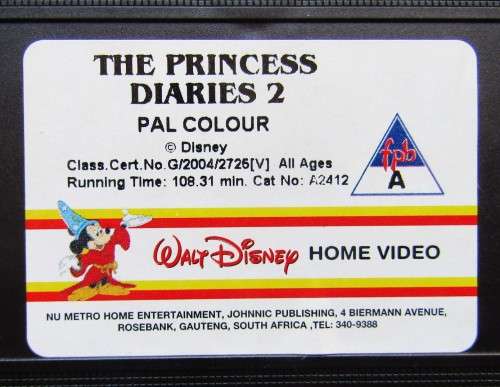 THE PRINCESS
DIARIES 2
PAL COLOUR
© Disney
Class.Cert.No.G/2004/2726[V] All Ages
Running Time: 108.31 min. Cat No: A2412
fpb
A
WALT DISNEY HOME VIDEO
NU METRO HOME ENTERTAINMENT, JOHNNIC PUBLISHING, 4 BIERMANN AVENUE,
ROSEBANK, GAUTENG, SOUTH AFRICA ,TEL: 340-9388